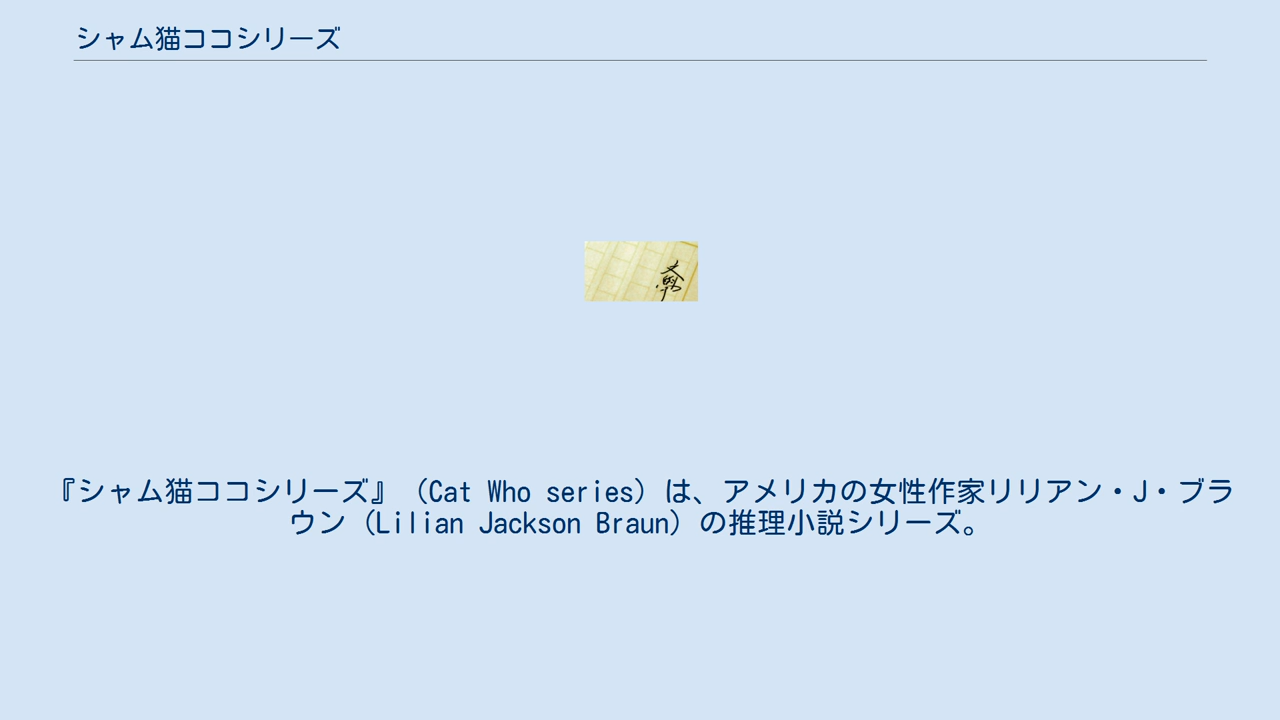 シャム猫ココシリーズ
『シャム猫ココシリーズ』（Cat Who series）は、アメリカの女性作家リリアン・J・ブラ
ウン（Lilian Jackson Braun）の推理小説シリーズ。